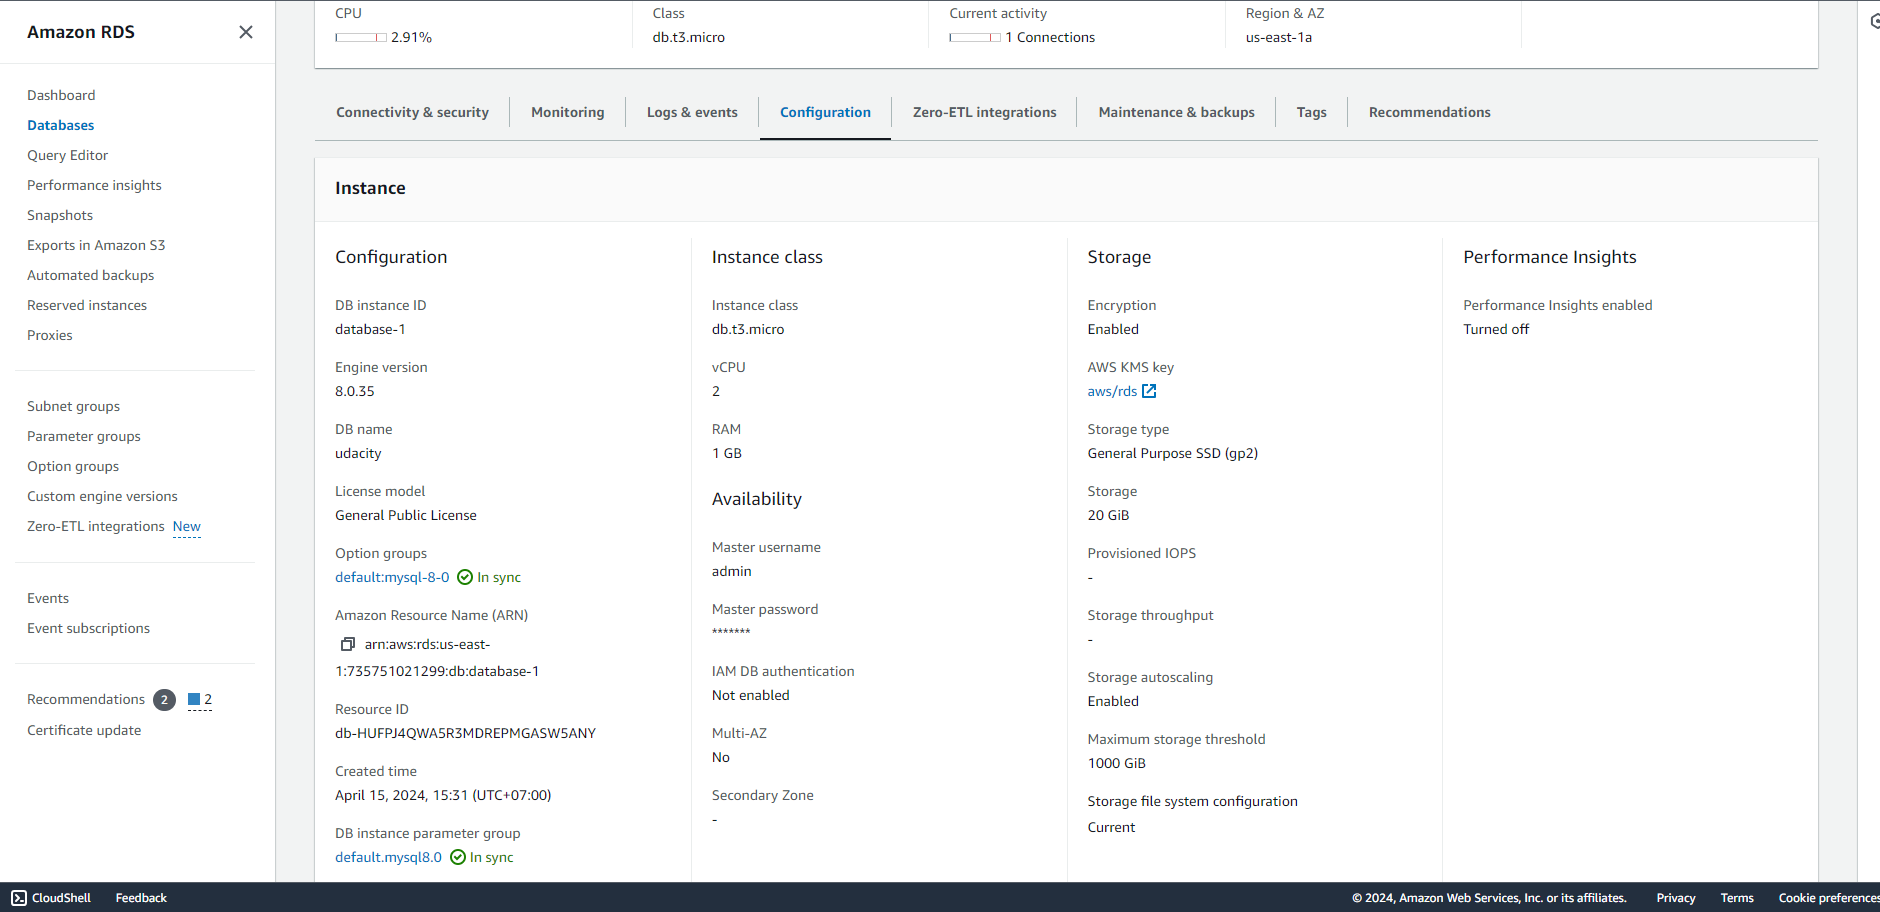 Amazon RDS
Dashboard
Databases
Query Editor
Performance insights
Snapshots
Exports in Amazon S3
Automated backups
Reserved instances
Proxies
Subnet groups
Parameter groups
Option groups
Custom engine versions
Zero-ETL integrations New
Events
Event subscriptions
Recommendations 2 2
Certificate update
CPU
2.91%
Class
db.t3.micro
Current activity
1 Connections
Region & AZ
us-east-1a
Connectivity & security
Monitoring
Logs & events
Configuration
Zero-ETL integrations
Maintenance & backups
Tags
Recommendations
Instance
Configuration
DB instance ID
database-1
Engine version
8.0.35
DB name
udacity
License model
General Public License
Option groups
default:mysql-8-0 In sync
Amazon Resource Name (ARN)
arn:aws:rds:us-east-
1:735751021299:db:database-1
Resource ID
db-HUFPJ4QWA5R3MDREPMGASW5ANY
Created time
April 15, 2024, 15:31 (UTC+07:00)
DB instance parameter group
default.mysql8.0 In sync
Instance class
Instance class
db.t3.micro
vCPU
2
RAM
1 GB
Availability
Master username
admin
Master password
*******
IAM DB authentication
Not enabled
Multi-AZ
No
Secondary Zone
-
Storage
Encryption
Enabled
AWS KMS key
aws/rds
Storage type
General Purpose SSD (gp2)
Storage
20 GiB
Provisioned IOPS
-
Storage throughput
-
Storage autoscaling
Enabled
Maximum storage threshold
1000 GiB
Storage file system configuration
Current
Performance Insights
Performance Insights enabled
Turned off
CloudShell
Feedback
© 2024, Amazon Web Services, Inc. or its affiliates.
Privacy
Terms
Cookie preferences